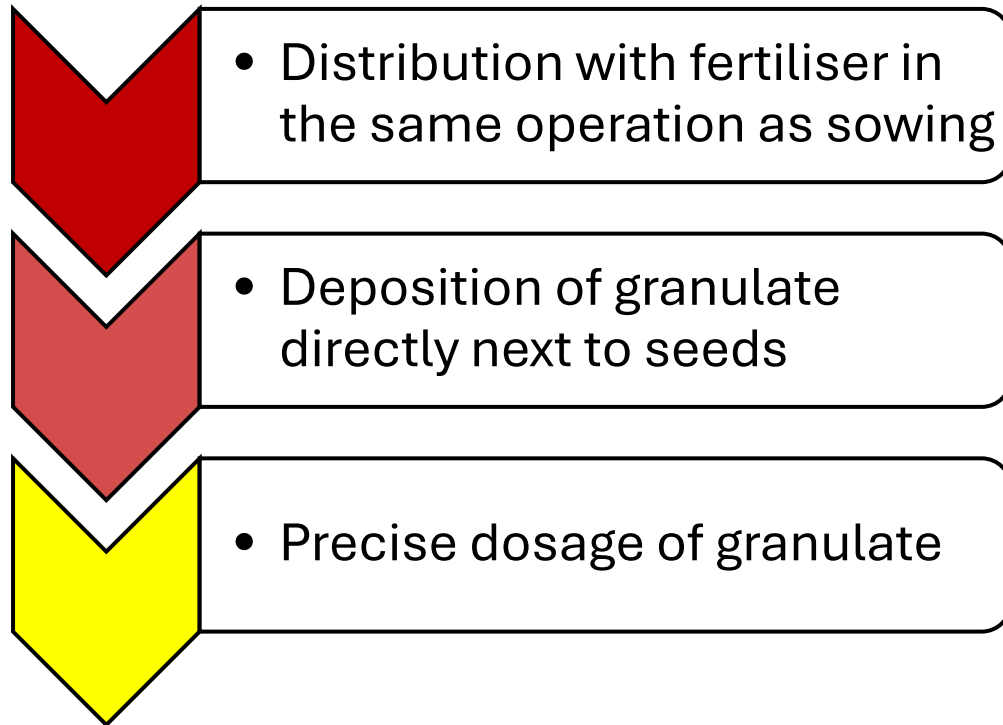 • Distribution with fertiliser in
the same operation as sowing
• Deposition of granulate
directly next to seeds
• Precise dosage of granulate